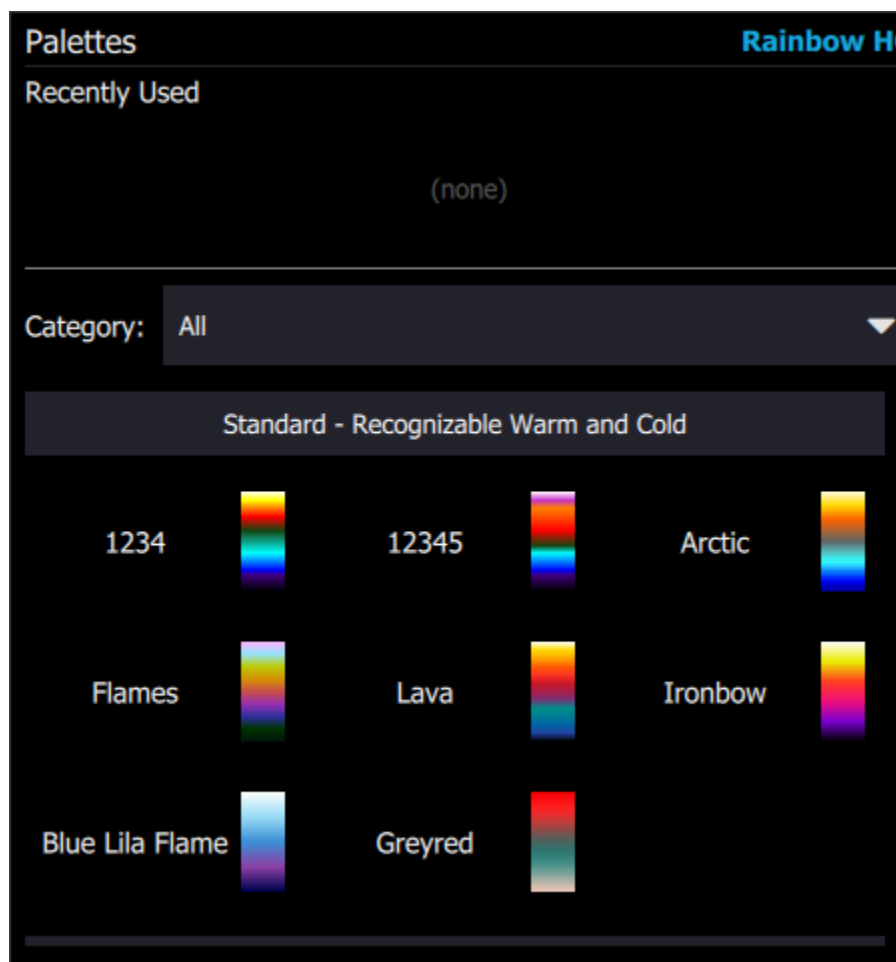 Palettes Rainbow
Recently Used
(none)
Category: All
Standard - Recognizable Warm and Cold
1234 12345 Arctic
Flames Lava Ironbow
Blue Lila Flame Greyred